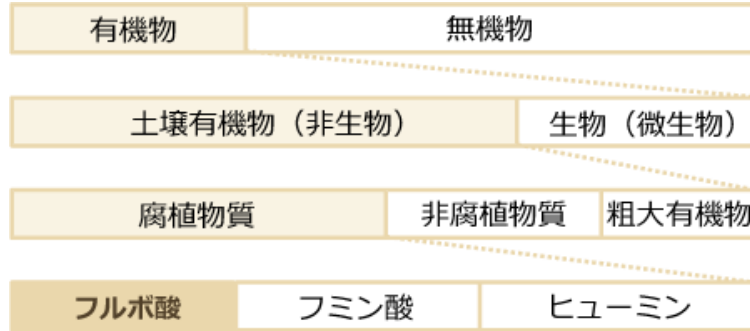 有機物 無機物
土壌有機物（非生物） 生物（微生物）
腐植物質 非腐植物質 粗大有機物
フルボ酸 フミン酸 ヒューミン